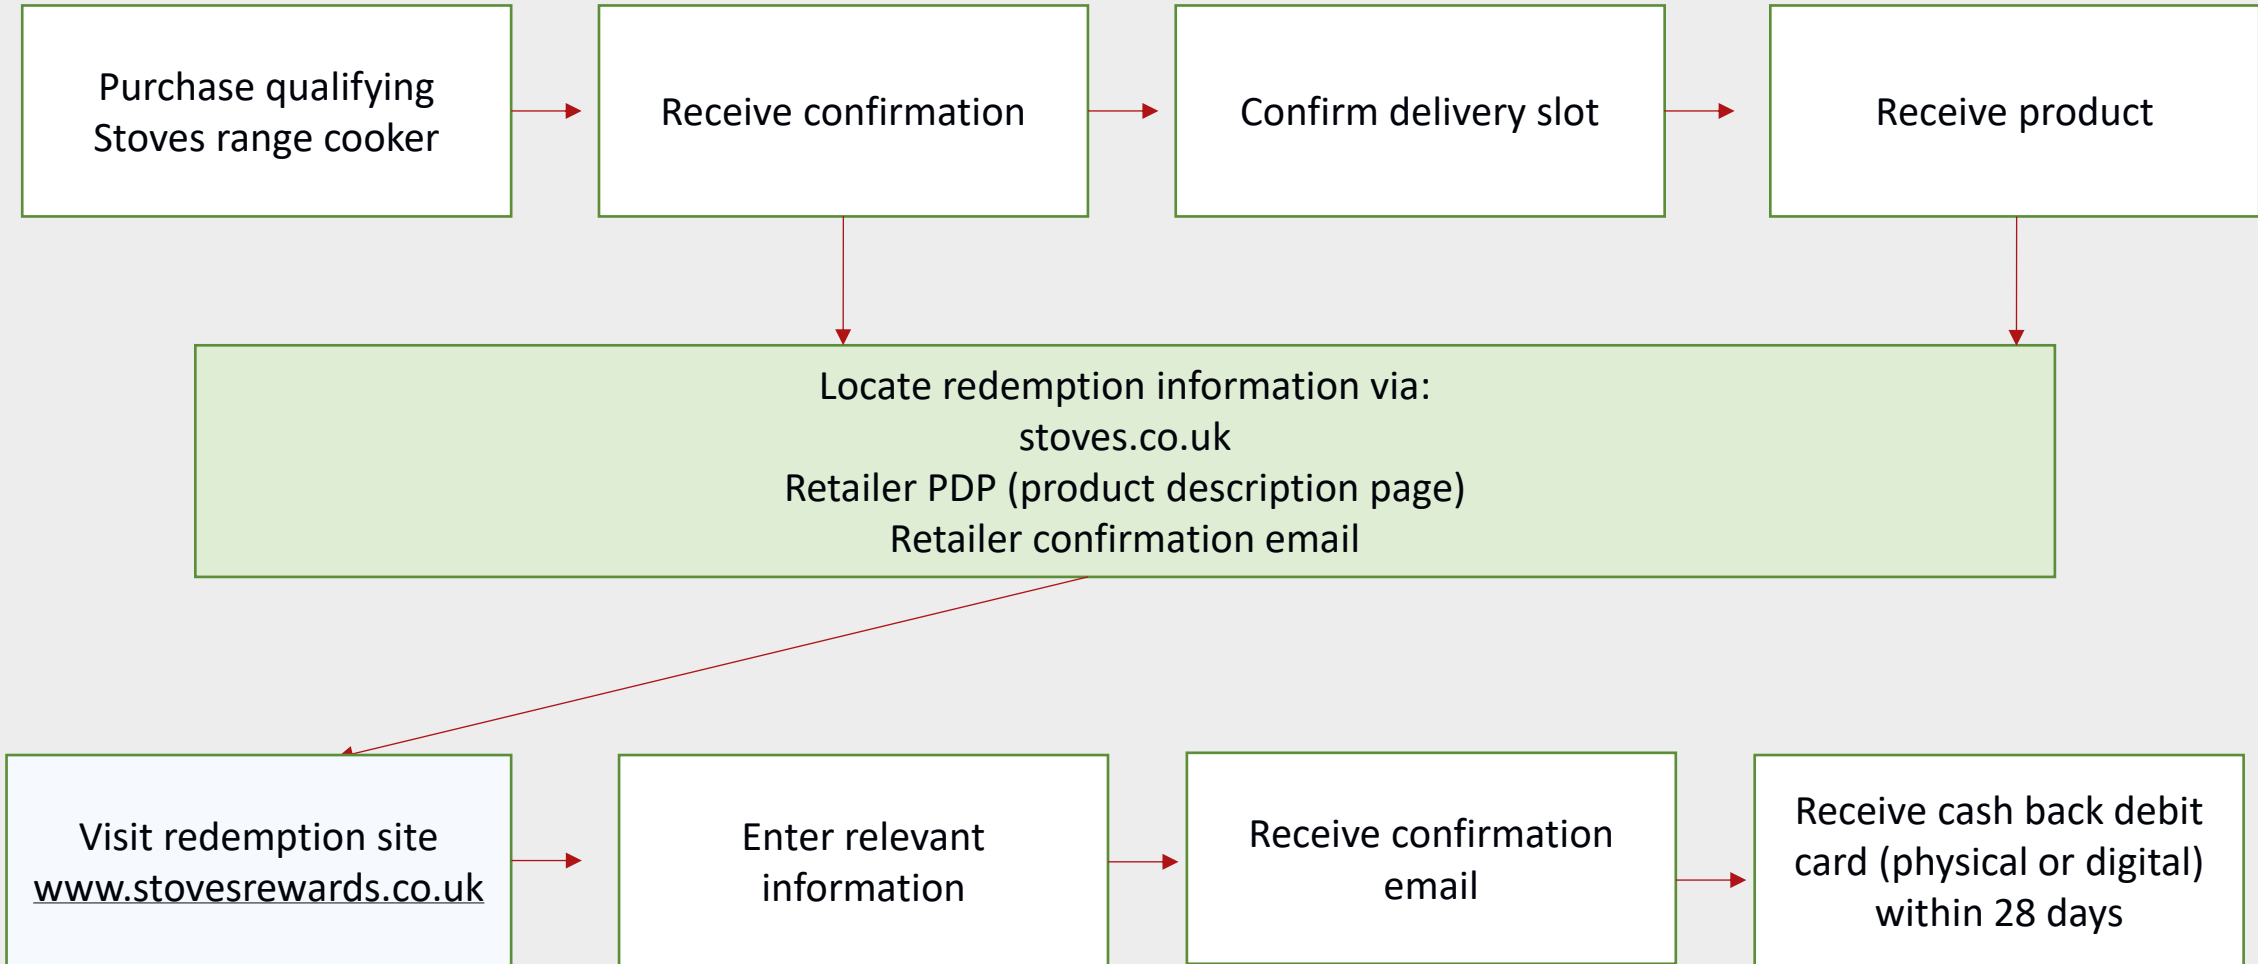 Purchase qualifying
Stoves range cooker
Receive confirmation
Confirm delivery slot
Receive product
Locate redemption information via:
stoves.co.uk
Retailer PDP (product description page)
Retailer confirmation email
Visit redemption site
www.stovesrewards.co.uk
Enter relevant
information
Receive confirmation
email
Receive cash back debit
card (physical or digital)
within 28 days